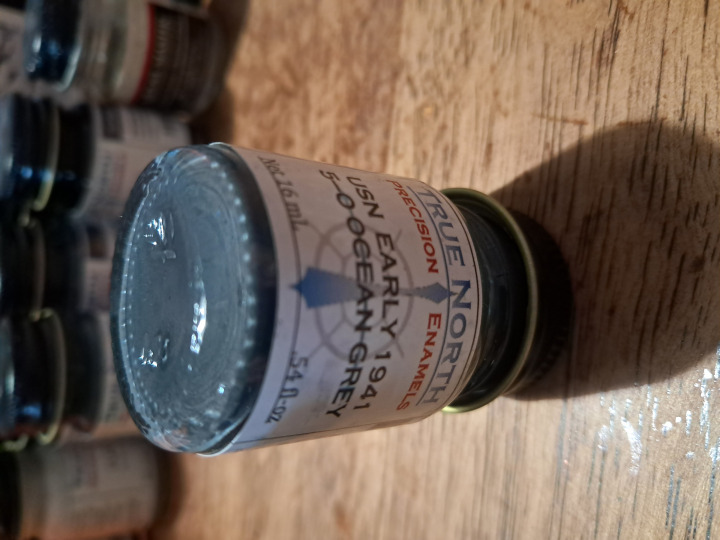 TRUE NORTH
PRECISION ENAMELS
USN EARLY 1941
5-O OCEAN GREY
Net 16 mL .54 fl oz